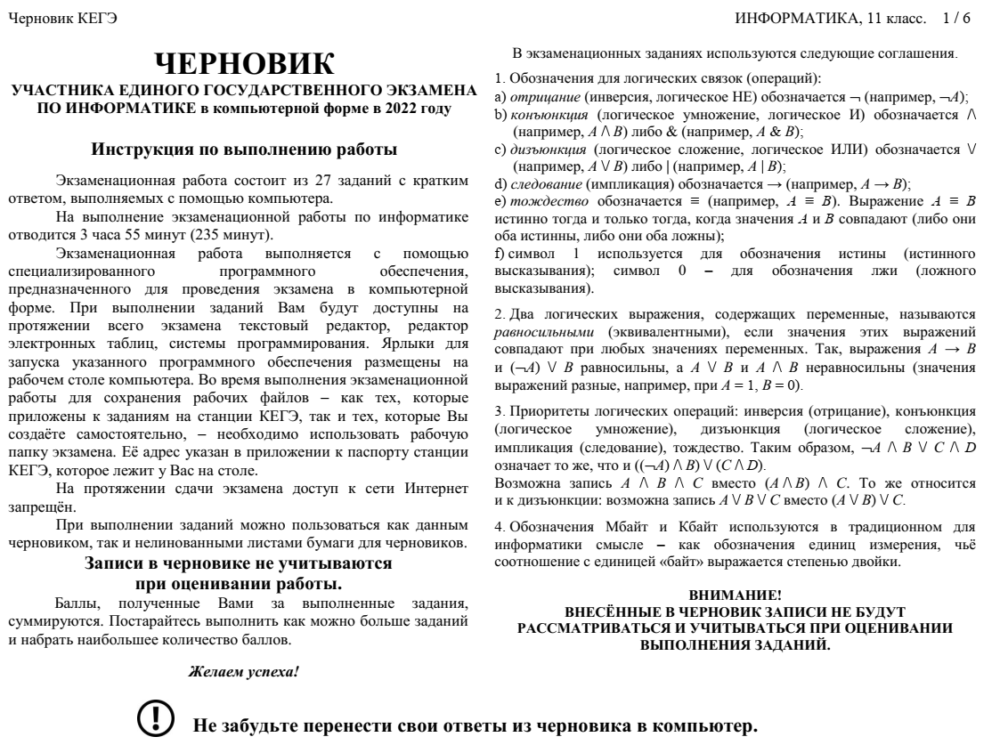 Черновик КЕГЭ
ИНФОРМАТИКА, 11 класс. 1 / 6
ЧЕРНОВИК
УЧАСТНИКА ЕДИНОГО ГОСУДАРСТВЕННОГО ЭКЗАМЕНА
ПО ИНФОРМАТИКЕ в компьютерной форме в 2022 году
Инструкция по выполнению работы
Экзаменационная работа состоит из 27 заданий с кратким
ответом, выполняемых с помощью компьютера.
На выполнение экзаменационной работы по информатике
отводится 3 часа 55 минут (235 минут).
Экзаменационная работа выполняется с помощью
специализированного программного обеспечения,
предназначенного для проведения экзамена в компьютерной
форме. При выполнении заданий Вам будут доступны на
протяжении всего экзамена текстовый редактор, редактор
электронных таблиц, системы программирования. Ярлыки для
запуска указанного программного обеспечения размещены на
рабочем столе компьютера. Во время выполнения экзаменационной
работы для сохранения рабочих файлов – как тех, которые
приложены к заданиям на станции КЕГЭ, так и тех, которые Вы
создаёте самостоятельно, – необходимо использовать рабочую
папку экзамена. Её адрес указан в приложении к паспорту станции
КЕГЭ, которое лежит у Вас на столе.
На протяжении сдачи экзамена доступ к сети Интернет
запрещён.
При выполнении заданий можно пользоваться как данным
черновиком, так и нелинованными листами бумаги для черновиков.
Записи в черновике не учитываются
при оценивании работы.
Баллы, полученные Вами за выполненные задания,
суммируются. Постарайтесь выполнить как можно больше заданий
и набрать наибольшее количество баллов.
Желаем успеха!
В экзаменационных заданиях используются следующие соглашения.
1. Обозначения для логических связок (операций):
a) отрицание (инверсия, логическое НЕ) обозначается ¬ (например, ¬A);
b) конъюнкция (логическое умножение, логическое И) обозначается /\
(например, A /\ B) либо & (например, A & B);
c) дизъюнкция (логическое сложение, логическое ИЛИ) обозначается \/
(например, A \/ B) либо | (например, A | B);
d) следование (импликация) обозначается → (например, A → B);
e) тождество обозначается ≡ (например, A ≡ B). Выражение A ≡ B
истинно тогда и только тогда, когда значения A и B совпадают (либо они
оба истинны, либо они оба ложны);
f) символ 1 используется для обозначения истины (истинного
высказывания); символ 0 – для обозначения лжи (ложного
высказывания).
2. Два логических выражения, содержащих переменные, называются
равносильными (эквивалентными), если значения этих выражений
совпадают при любых значениях переменных. Так, выражения A → B
и (¬A) \/ B равносильны, а A \/ B и A /\ B неравносильны (значения
выражений разные, например, при A = 1, B = 0).
3. Приоритеты логических операций: инверсия (отрицание), конъюнкция
(логическое умножение), дизъюнкция (логическое сложение),
импликация (следование), тождество. Таким образом, ¬A /\ B \/ C /\ D
означает то же, что и ((¬A) /\ B) \/ (C /\ D).
Возможна запись A /\ B /\ C вместо (A /\ B) /\ C. То же относится
и к дизъюнкции: возможна запись A \/ B \/ C вместо (A \/ B) \/ C.
4. Обозначения Мбайт и Кбайт используются в традиционном для
информатики смысле – как обозначения единиц измерения, чьё
соотношение с единицей «байт» выражается степенью двойки.
ВНИМАНИЕ!
ВНЕСЁННЫЕ В ЧЕРНОВИК ЗАПИСИ НЕ БУДУТ
РАССМАТРИВАТЬСЯ И УЧИТЫВАТЬСЯ ПРИ ОЦЕНИВАНИИ
ВЫПОЛНЕНИЯ ЗАДАНИЙ.
! Не забудьте перенести свои ответы из черновика в компьютер.